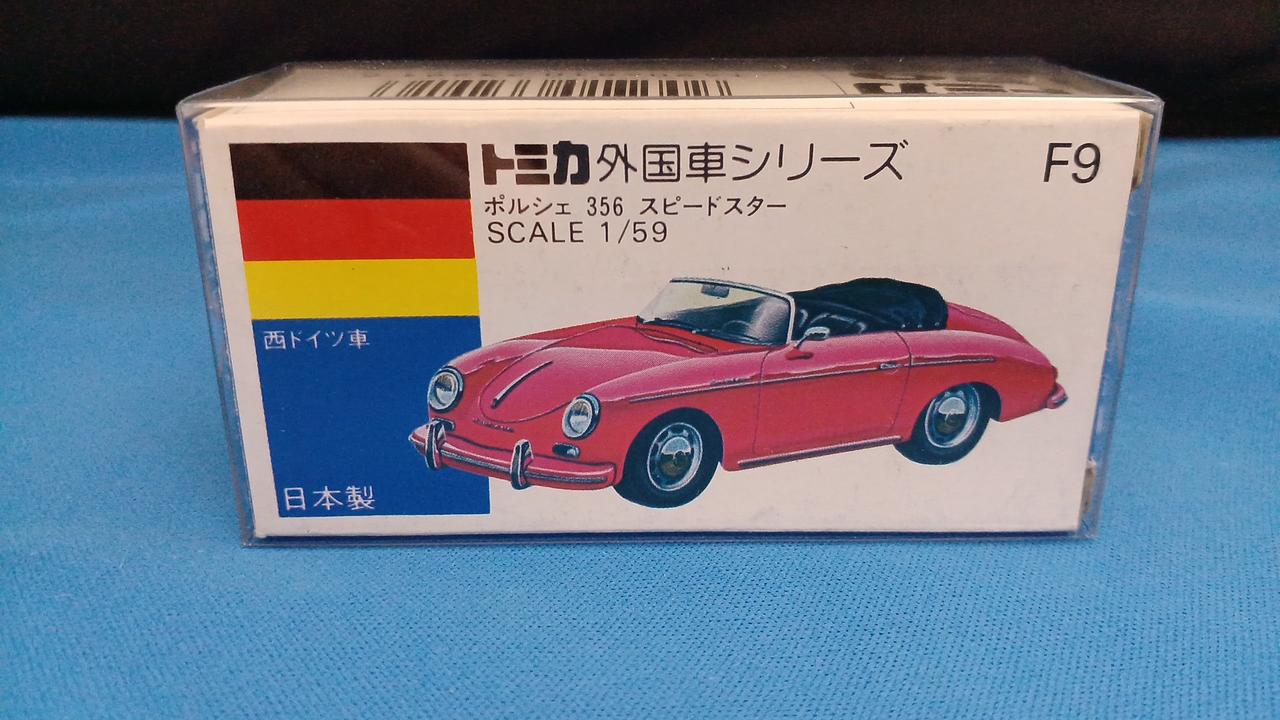 トミカ外国車シリーズ F9
ポルシェ 356 スピードスター
SCALE 1/59
西ドイツ車
日本製